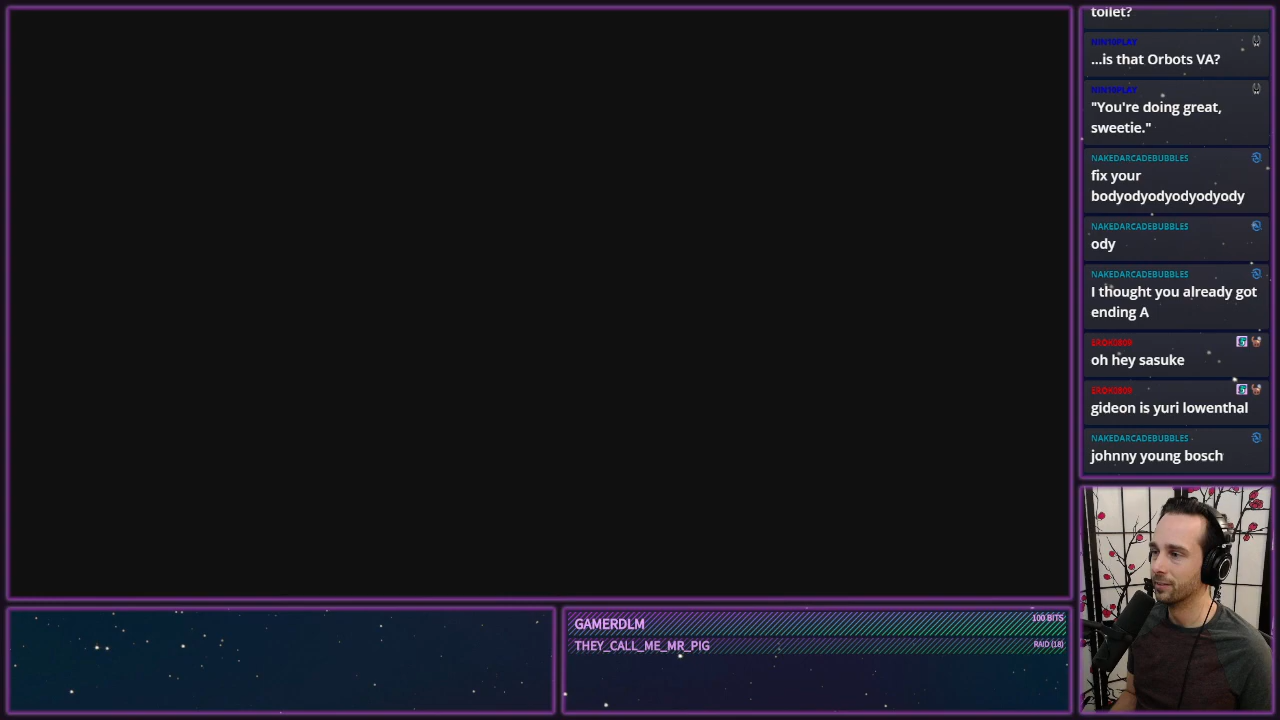 toilet?
NIN10PLAY
...is that Orbots VA?
NIN10PLAY
"You're doing great,
sweetie."
NAKEDARCADEBUBBLES
fix your
bodyodyodyodyodyody
NAKEDARCADEBUBBLES
ody
NAKEDARCADEBUBBLES
I thought you already got
ending A
oh hey sasuke
gideon is yuri lowenthal
NAKEDARCADEBUBBLES
johnny young bosch
GAMERDLM
100 BITS
THEY_CALL_ME_MR_PIG
RAID (18)